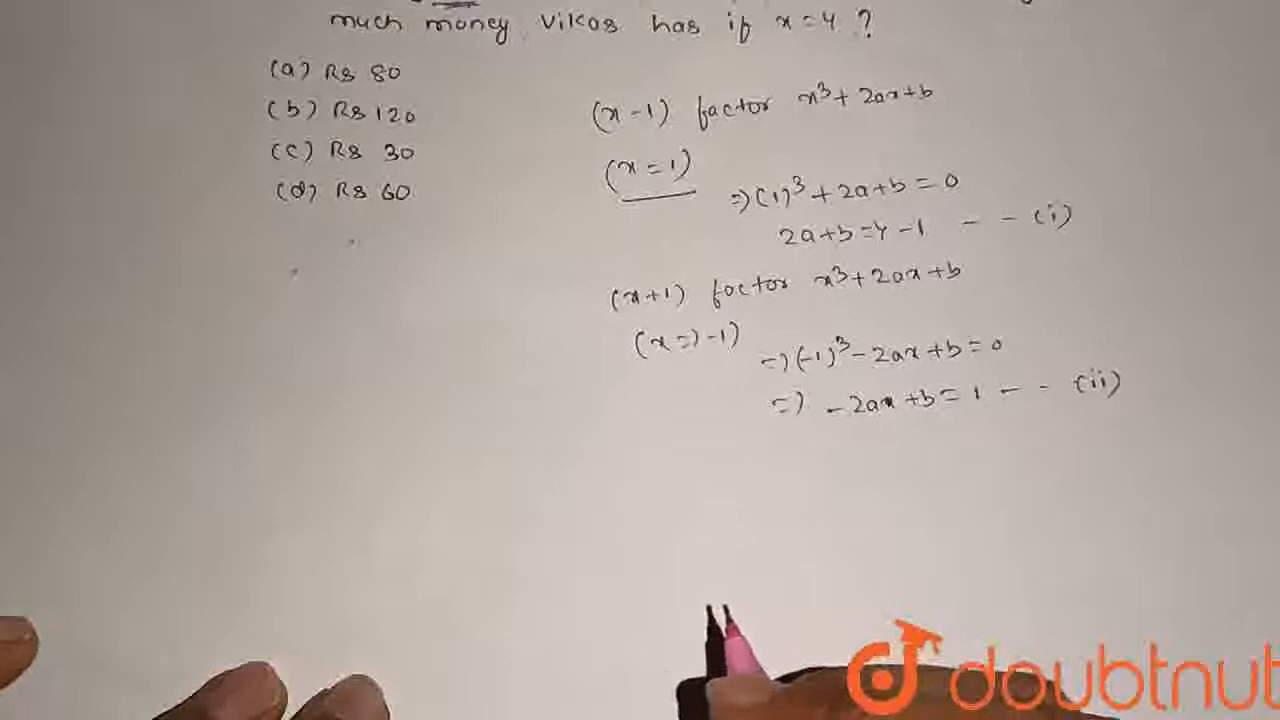 much money Vikas has if x=4 ?
(a) Rs 80
(b) Rs 120
(c) Rs 30
(d) Rs 60
(x-1) factor x³+2ax+b
(x=1)
=) (1)³+2a+b=0
2a+b=-1 - - (i)
(x+1) factor x³+2ax+b
(x=)-1)
=) (-1)³-2ax+b=0
=) -2ax+b=1 - - (ii)
doubtnut